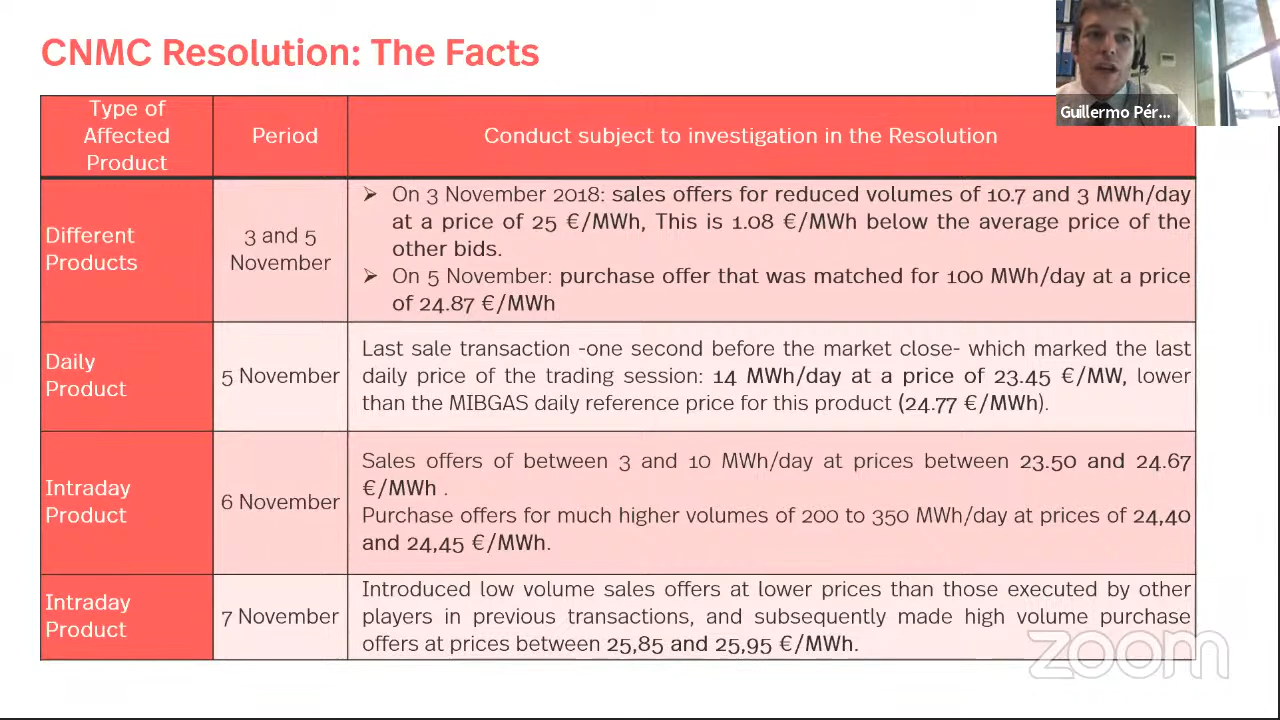 CNMC Resolution: The Facts
Guillermo Pér...
Type of
Affected
Product
Period
Conduct subject to investigation in the Resolution
Different
Products
3 and 5
November
➢ On 3 November 2018: sales offers for reduced volumes of 10.7 and 3 MWh/day
at a price of 25 €/MWh, This is 1.08 €/MWh below the average price of the
other bids.
➢ On 5 November: purchase offer that was matched for 100 MWh/day at a price
of 24.87 €/MWh
Daily
Product
5 November
Last sale transaction -one second before the market close- which marked the last
daily price of the trading session: 14 MWh/day at a price of 23.45 €/MW, lower
than the MIBGAS daily reference price for this product (24.77 €/MWh).
Intraday
Product
6 November
Sales offers of between 3 and 10 MWh/day at prices between 23.50 and 24.67
€/MWh .
Purchase offers for much higher volumes of 200 to 350 MWh/day at prices of 24,40
and 24,45 €/MWh.
Intraday
Product
7 November
Introduced low volume sales offers at lower prices than those executed by other
players in previous transactions, and subsequently made high volume purchase
offers at prices between 25,85 and 25,95 €/MWh.
zoom